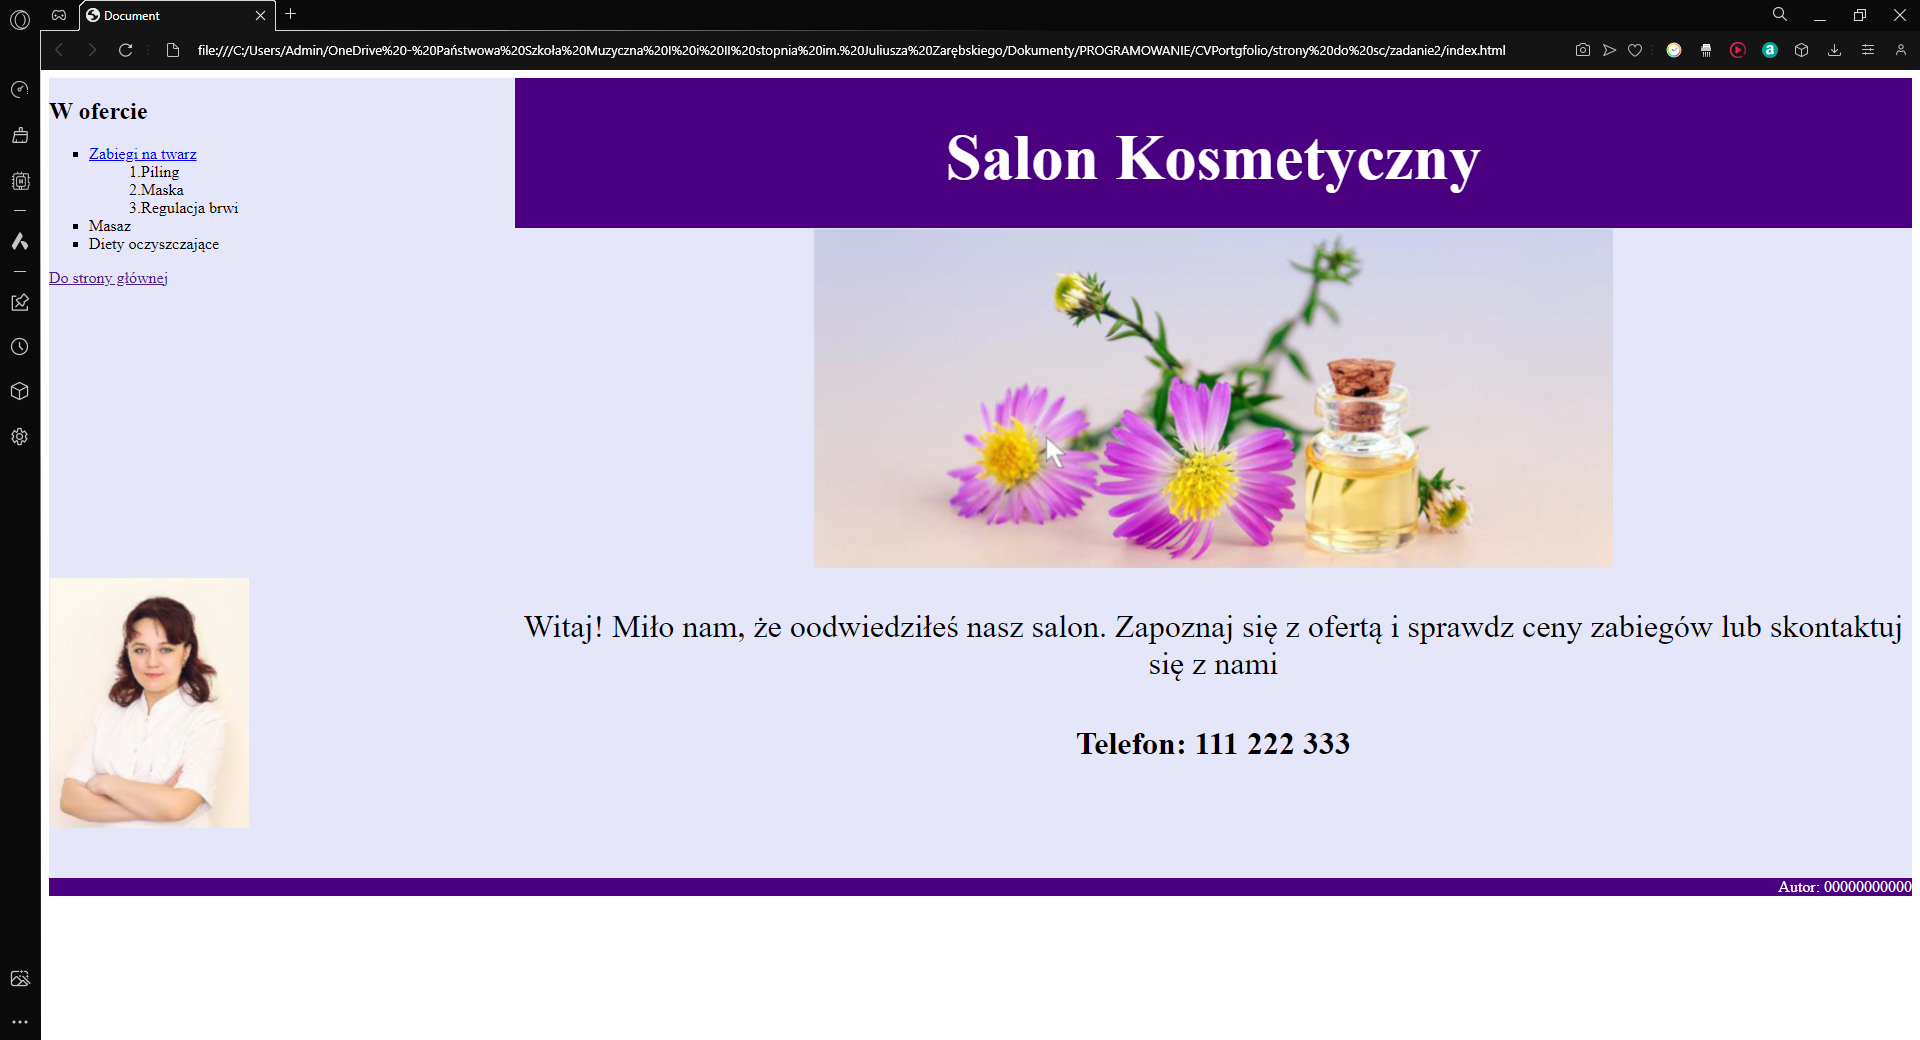 Document
file:///C:/Users/Admin/OneDrive%20-%20Państwowa%20Szkoła%20Muzyczna%20I%20i%20II%20stopnia%20im.%20Juliusza%20Zarębskiego/Dokumenty/PROGRAMOWANIE/CVPortgfolio/strony%20do%20sc/zadanie2/index.html
W ofercie
Zabiegi na twarz
1.Piling
2.Maska
3.Regulacja brwi
Masaz
Diety oczyszczające
Do strony głównej
Salon Kosmetyczny
Witaj! Miło nam, że oodwiedziłeś nasz salon. Zapoznaj się z ofertą i sprawdz ceny zabiegów lub skontaktuj
się z nami
Telefon: 111 222 333
Autor: 00000000000